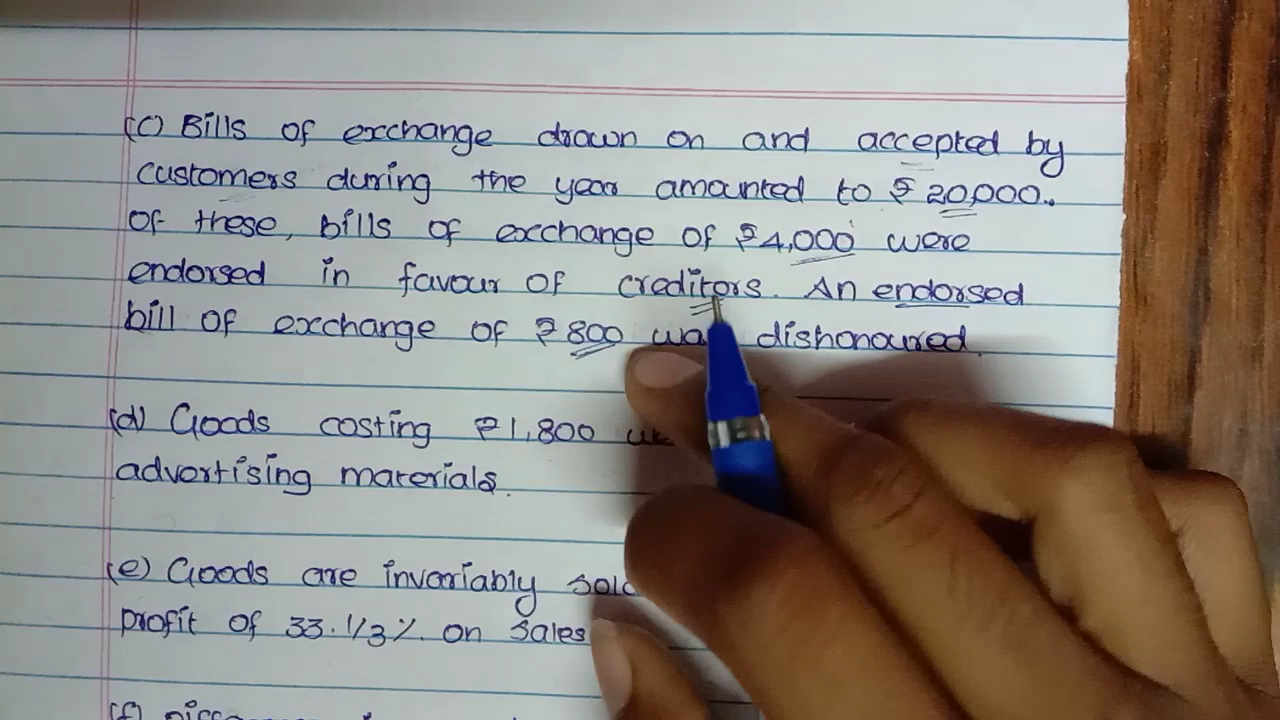 (c) Bills of exchange drawn on and accepted by
customers during the year amounted to ₹20,000.
Of these, bills of exchange of ₹4,000 were
endorsed in favour of creditors. An endorsed
bill of exchange of ₹800 was dishonoured.
(d) Goods costing ₹1,800
advertising materials.
(e) Goods are invariably sold
profit of 33.1/3% on sales
(f)